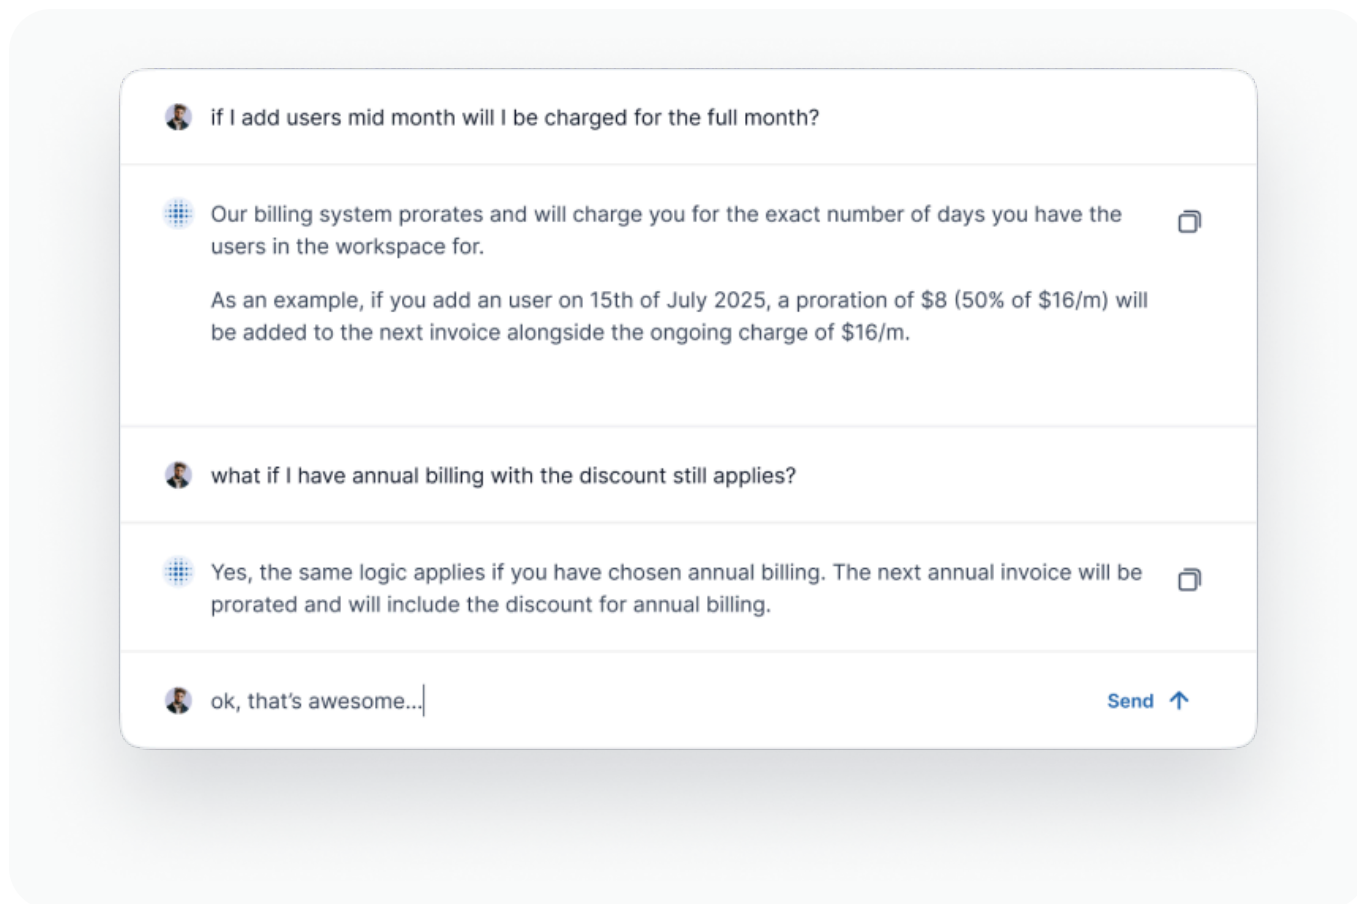 if I add users mid month will I be charged for the full month?
Our billing system prorates and will charge you for the exact number of days you have the
users in the workspace for.
As an example, if you add an user on 15th of July 2025, a proration of $8 (50% of $16/m) will
be added to the next invoice alongside the ongoing charge of $16/m.
what if I have annual billing with the discount still applies?
Yes, the same logic applies if you have chosen annual billing. The next annual invoice will be
prorated and will include the discount for annual billing.
ok, that’s awesome...
Send